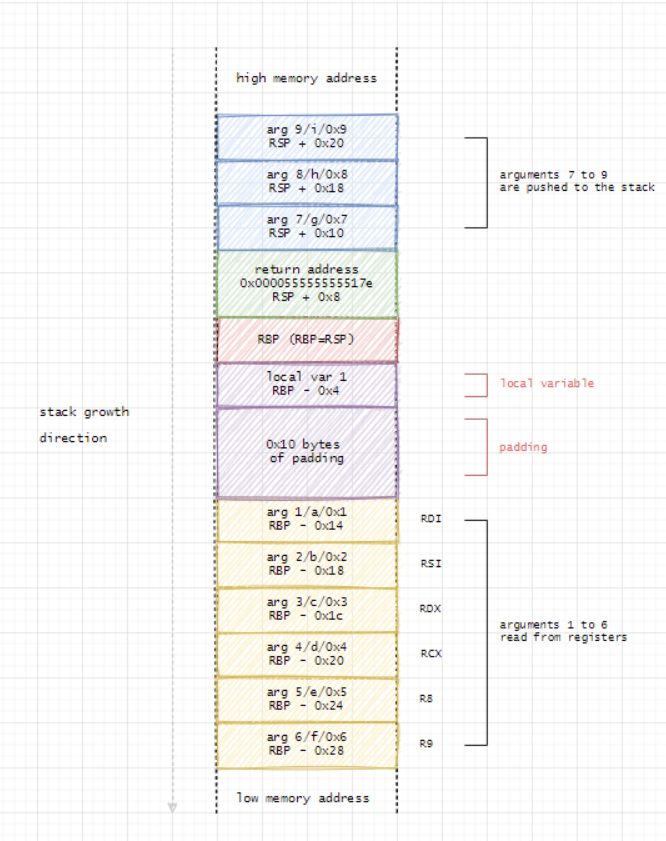 high memory address
arg 9/i/0x9
RSP + 0x20
arg 8/h/0x8
RSP + 0x18
arg 7/g/0x7
RSP + 0x10
arguments 7 to 9
are pushed to the stack
return address
0x000055555555517e
RSP + 0x8
RBP (RBP=RSP)
local var 1
RBP - 0x4
local variable
stack growth
direction
0x10 bytes
of padding
padding
arg 1/a/0x1
RBP - 0x14
RDI
arg 2/b/0x2
RBP - 0x18
RSI
arg 3/c/0x3
RBP - 0x1c
RDX
arguments 1 to 6
read from registers
arg 4/d/0x4
RBP - 0x20
RCX
arg 5/e/0x5
RBP - 0x24
R8
arg 6/f/0x6
RBP - 0x28
R9
low memory address